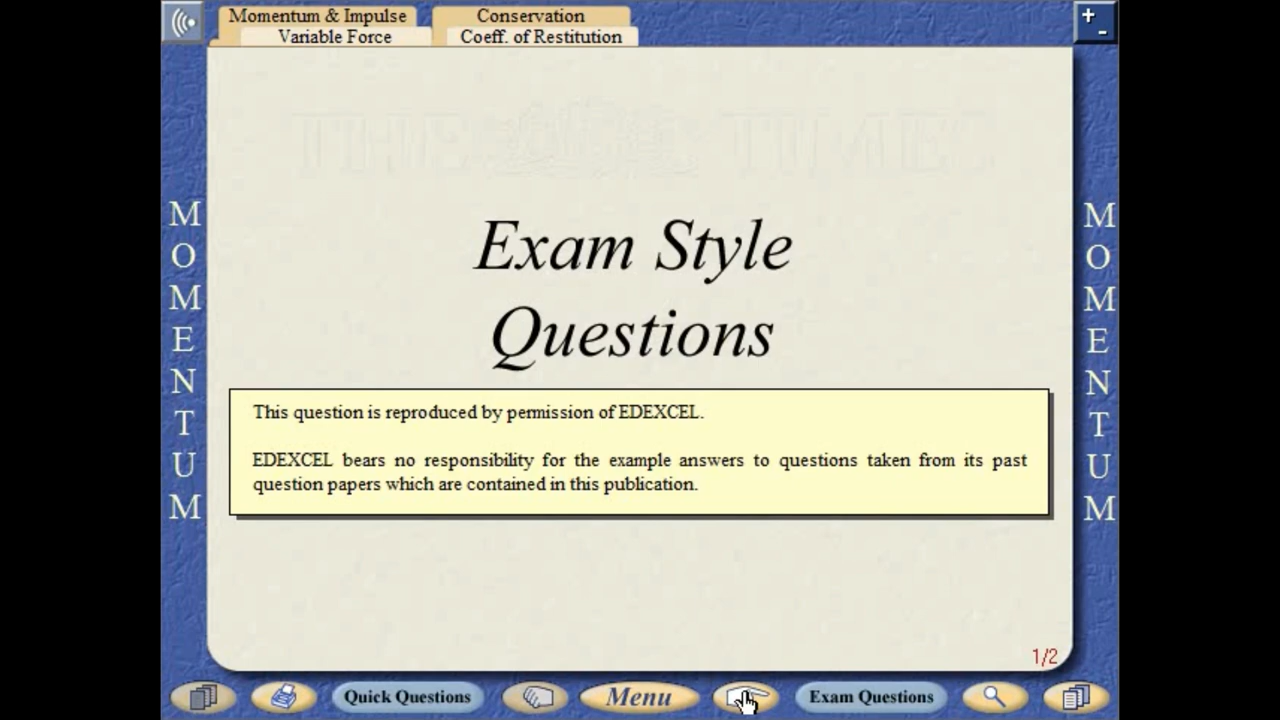 Momentum & Impulse
Conservation
Variable Force
Coeff. of Restitution
+
-
THE TIMES
M
O
M
E
N
T
U
M
Exam Style
Questions
This question is reproduced by permission of EDEXCEL.
EDEXCEL bears no responsibility for the example answers to questions taken from its past
question papers which are contained in this publication.
M
O
M
E
N
T
U
M
1/2
Quick Questions
Menu
Exam Questions